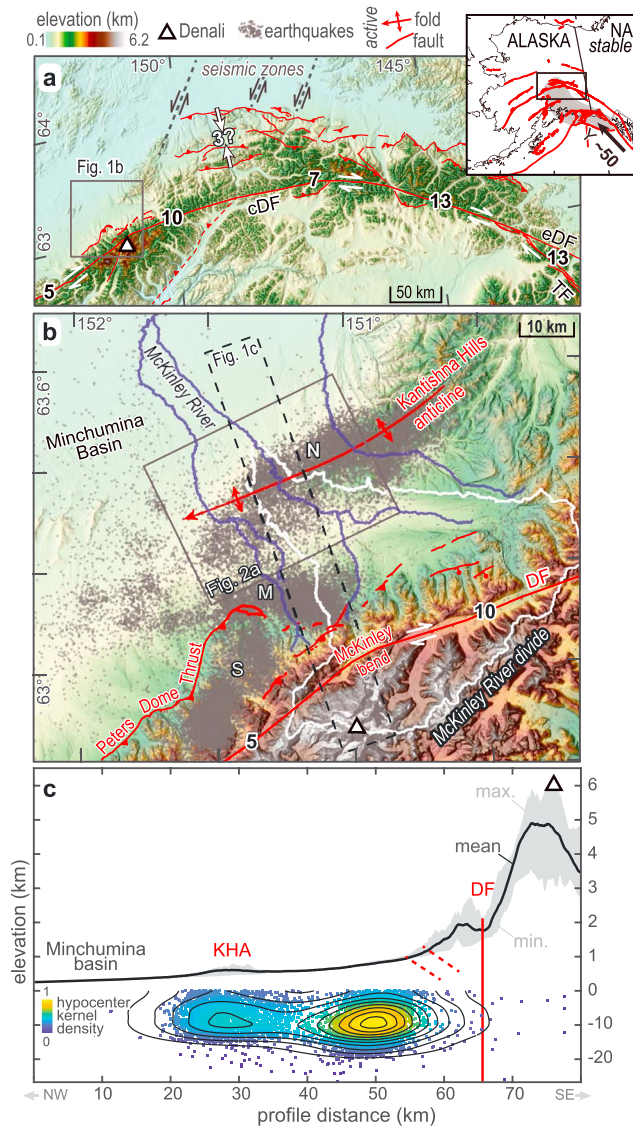 elevation (km)
0.1 6.2
Denali
earthquakes
active
fold
fault
NA
stable
ALASKA
~50
a
150°
seismic zones
145°
64°
3?
Fig. 1b
10
cDF
7
13
eDF
13
TF
63°
5
50 km
b
152°
151°
10 km
McKinley River
Fig. 1c
Kantishna Hills
anticline
63.6°
Minchumina
Basin
N
Fig. 2a
M
DF
10
McKinley
bend
S
63°
Peters Dome Thrust
5
McKinley River divide
c
6
max.
5
mean
4
elevation (km)
DF
3
2
min.
Minchumina
basin
KHA
1
1
hypocenter
kernel
density
0
0
-10
-20
0 10 20 30 40 50 60 70
NW
SE
profile distance (km)